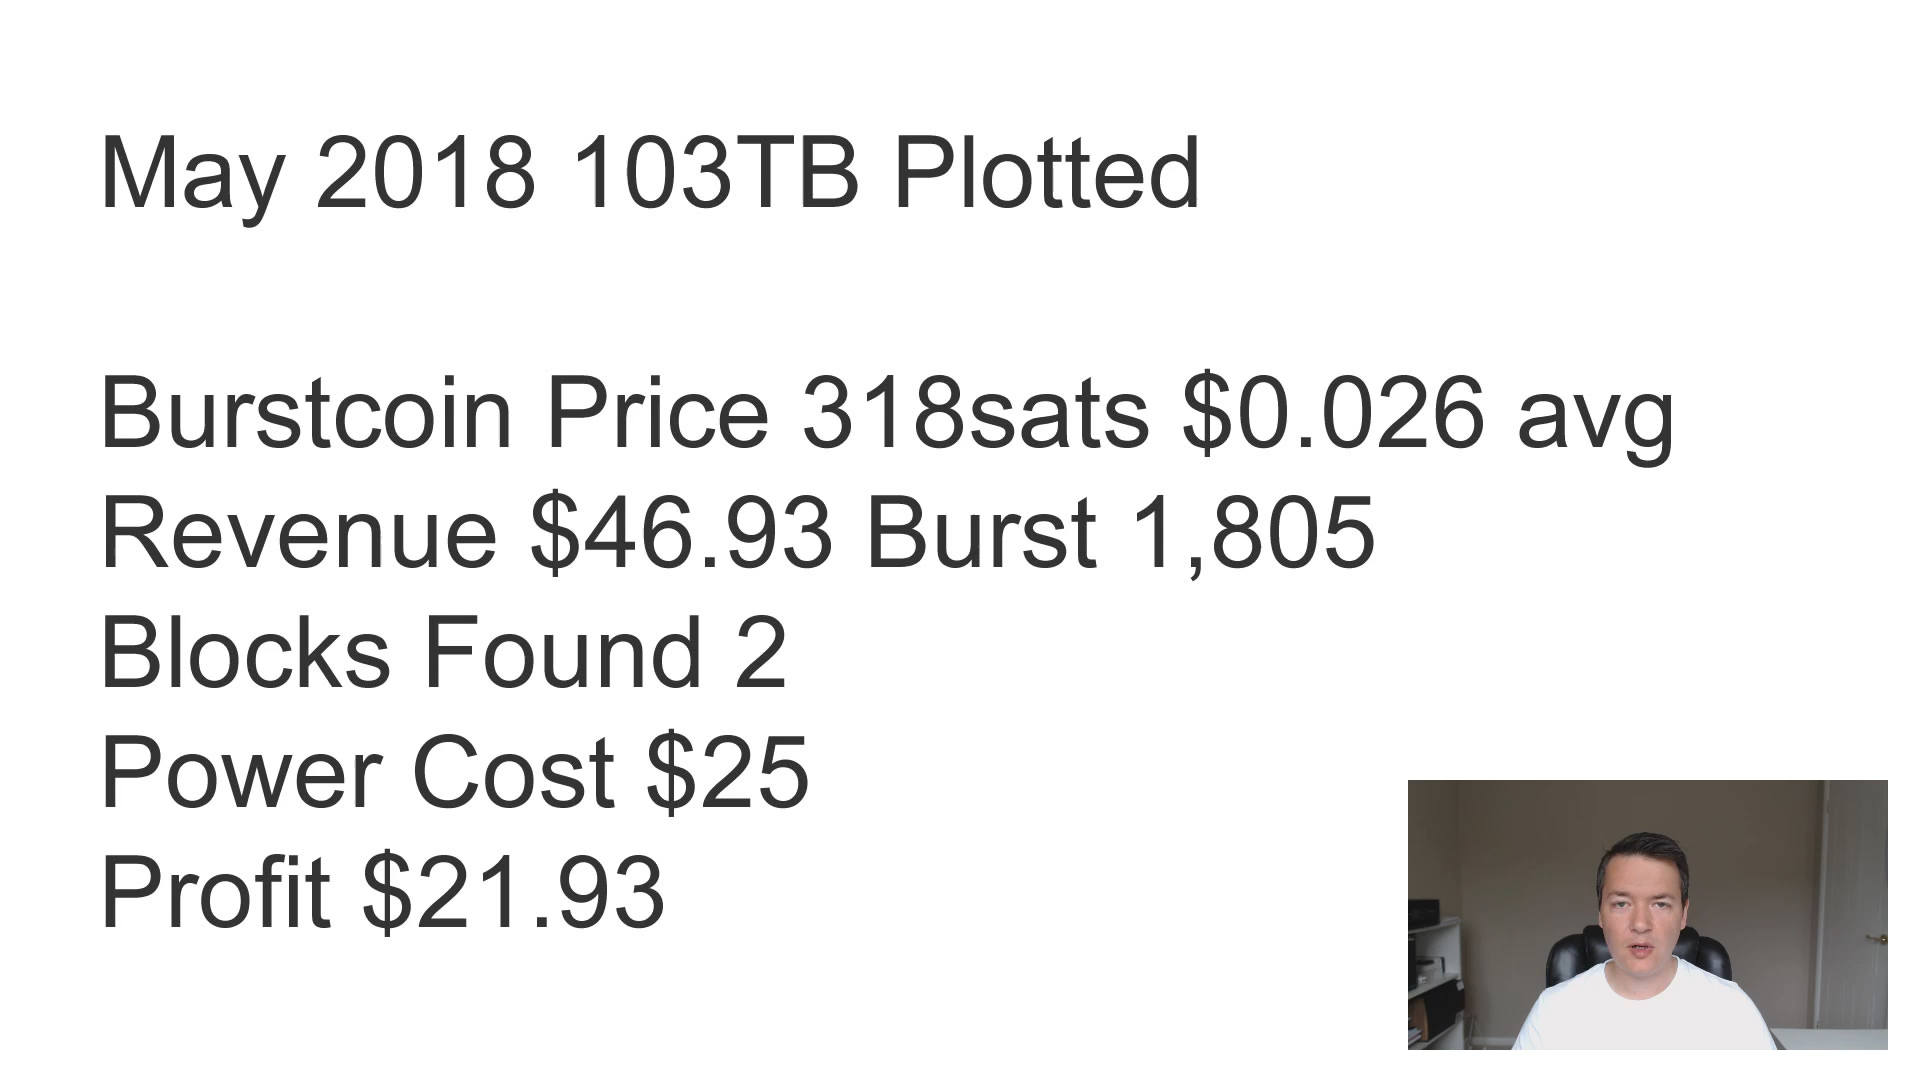 May 2018 103TB Plotted
Burstcoin Price 318sats $0.026 avg
Revenue $46.93 Burst 1,805
Blocks Found 2
Power Cost $25
Profit $21.93